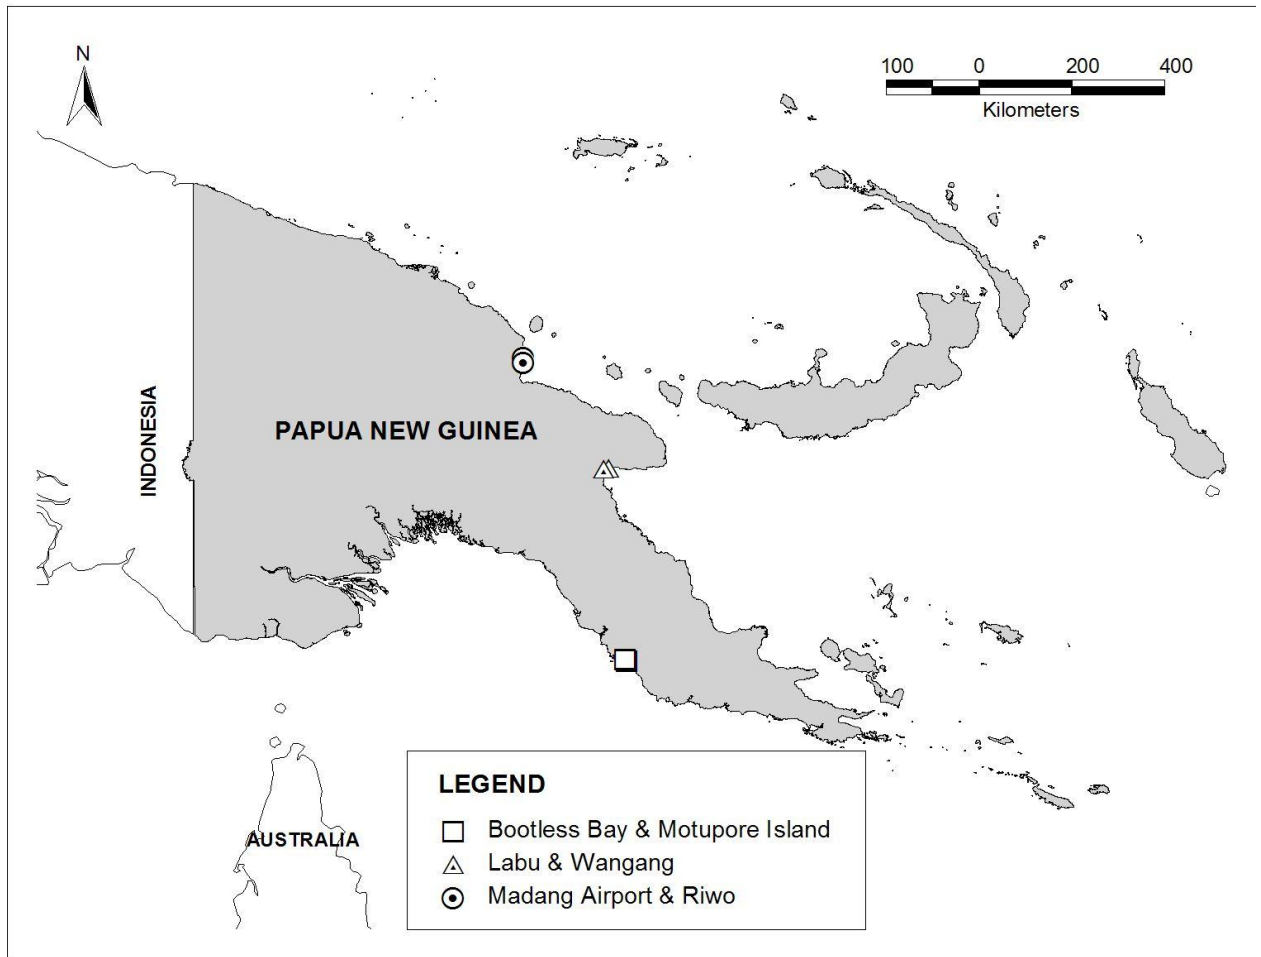 N
100 0 200 400
Kilometers
INDONESIA
PAPUA NEW GUINEA
AUSTRALIA
LEGEND
Bootless Bay & Motupore Island
Labu & Wangang
Madang Airport & Riwo